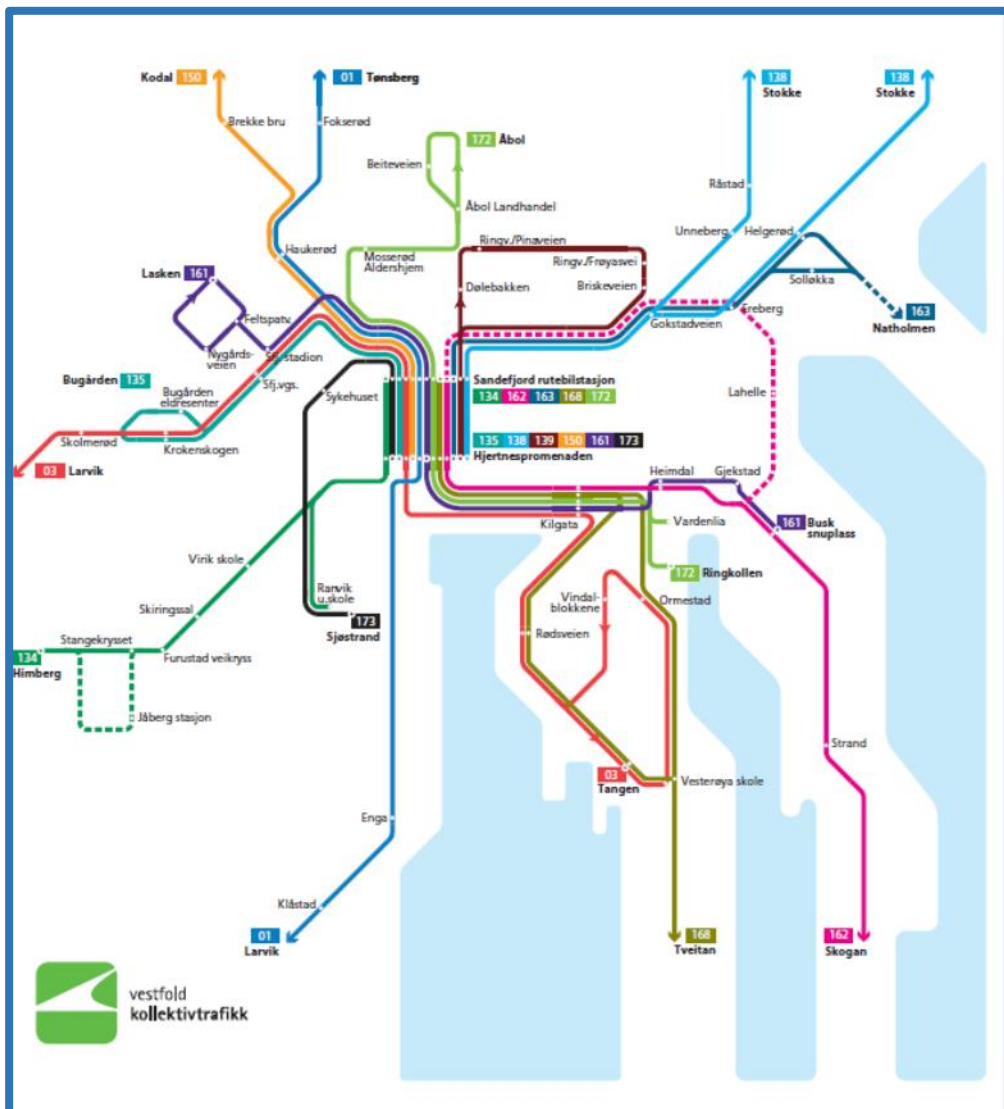 Kodal 150
01 Tønsberg
138
Stokke
138
Stokke
Brekke bru
Fokserød
172 Åbol
Beiteveien
Åbol Landhandel
Råstad
Unneberg
Helgerød
Haukerød
Mosserød
Aldershjem
Ringv./Pinaveien
Ringv./Frøyasvei
Dølebakken
Briskeveien
Solløkka
Lasken 161
Feltspatv.
Nygårds-
veien
Sfj. stadion
Gokstadveien
Freberg
163
Natholmen
Bugården 135
Bugården
eldresenter
Sfj.vgs.
Sykehuset
Sandefjord rutebilstasjon
134 162 163 168 172
Lahelle
Skolmerød
Krokenskogen
135 138 139 150 161 173
Hjertnespromenaden
03 Larvik
Heimdal
Gjekstad
Kilgata
Vardenlia
161 Busk
snuplass
Virik skole
172 Ringkollen
Ranvik
u.skole
Vindal-
blokkene
Ormestad
Skiringssal
173
Sjøstrand
Rødsveien
Stangekrysset
134
Himberg
Furustad veikryss
Jåberg stasjon
Strand
03
Tangen
Vesterøya skole
Enga
Klåstad
01
Larvik
168
Tveitan
162
Skogan
vestfold
kollektivtrafikk